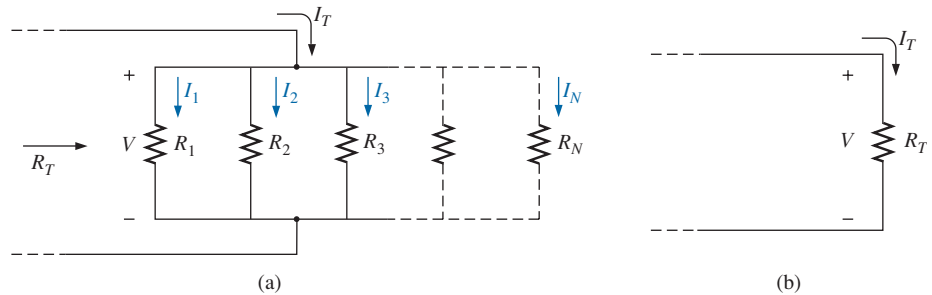 I_T
I_T
+ I_1 I_2 I_3 I_N
+
R_T V R_1 R_2 R_3 R_N
V R_T
−
−
(a)
(b)